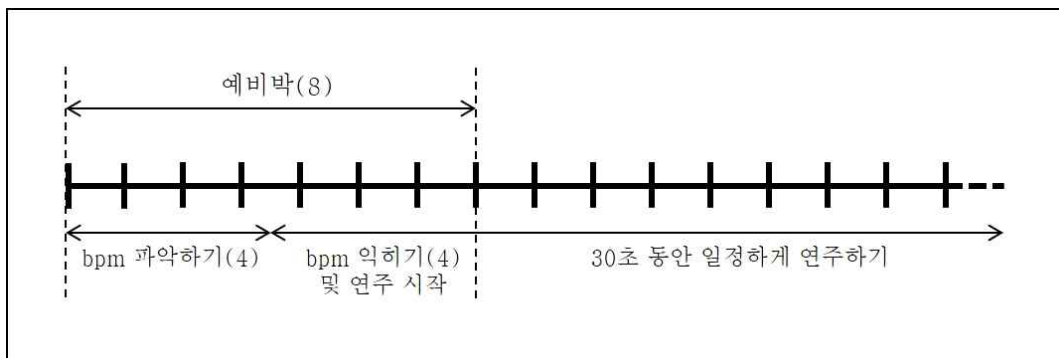 예비박(8)
bpm 파악하기(4)
bpm 익히기(4)
및 연주 시작
30초 동안 일정하게 연주하기